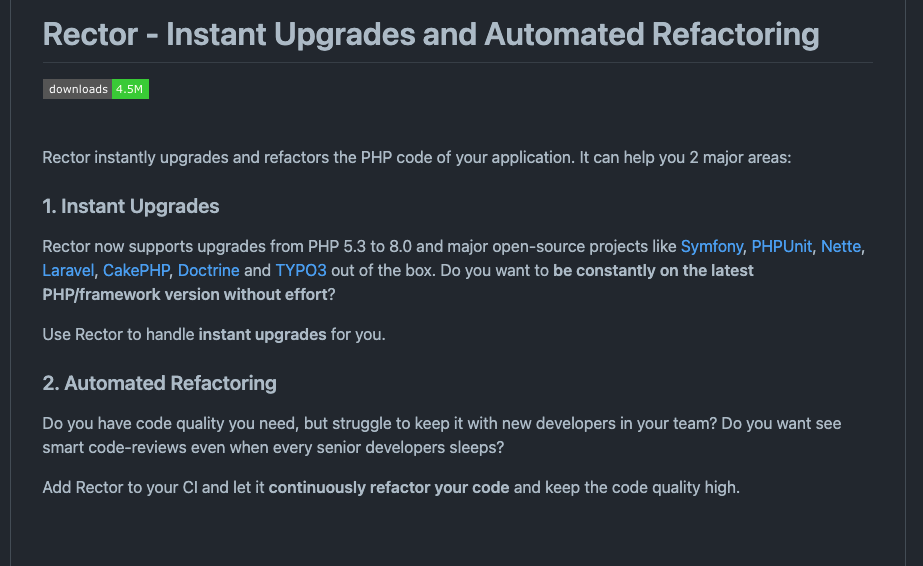 Rector - Instant Upgrades and Automated Refactoring
downloads 4.5M
Rector instantly upgrades and refactors the PHP code of your application. It can help you 2 major areas:
1. Instant Upgrades
Rector now supports upgrades from PHP 5.3 to 8.0 and major open-source projects like Symfony, PHPUnit, Nette,
Laravel, CakePHP, Doctrine and TYPO3 out of the box. Do you want to be constantly on the latest
PHP/framework version without effort?
Use Rector to handle instant upgrades for you.
2. Automated Refactoring
Do you have code quality you need, but struggle to keep it with new developers in your team? Do you want see
smart code-reviews even when every senior developers sleeps?
Add Rector to your CI and let it continuously refactor your code and keep the code quality high.